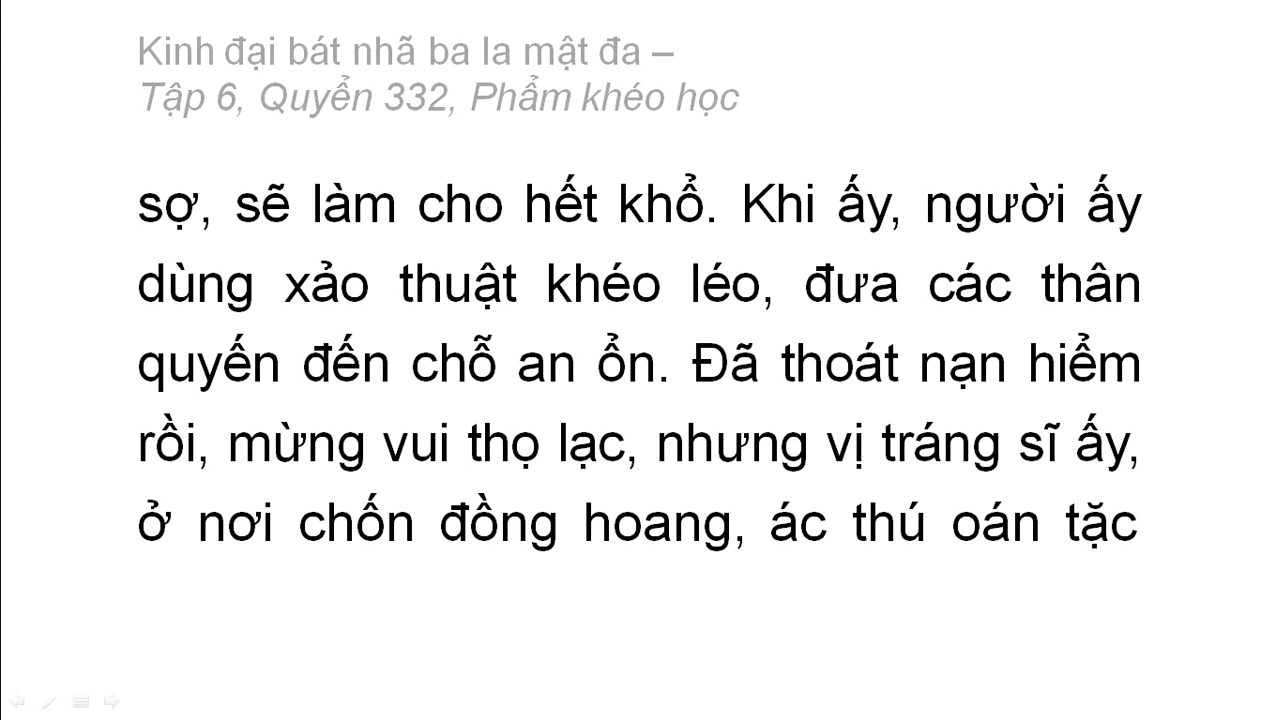 Kinh đại bát nhã ba la mật đa –
Tập 6, Quyển 332, Phẩm khéo học
sợ, sẽ làm cho hết khổ. Khi ấy, người ấy
dùng xảo thuật khéo léo, đưa các thân
quyến đến chỗ an ổn. Đã thoát nạn hiểm
rồi, mừng vui thọ lạc, nhưng vị tráng sĩ ấy,
ở nơi chốn đồng hoang, ác thú oán tặc